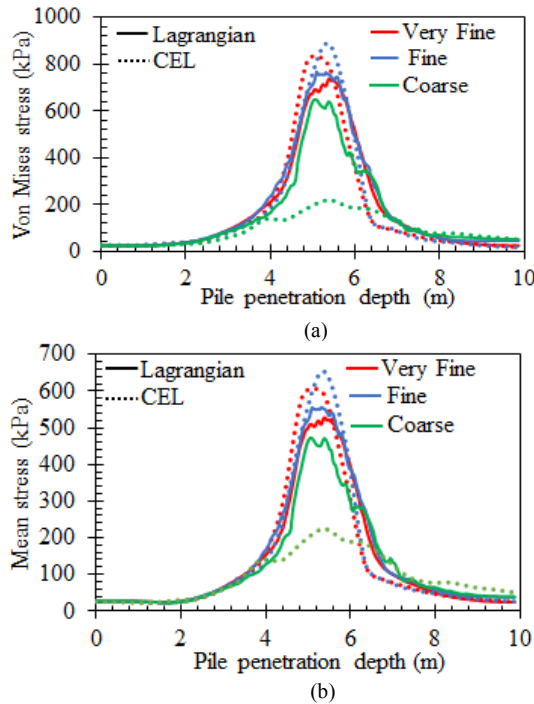 1000
800
600
400
200
0
Von Mises stress (kPa)
Lagrangian
CEL
Very Fine
Fine
Coarse
0 2 4 6 8 10
Pile penetration depth (m)
(a)
700
600
500
400
300
200
100
0
Mean stress (kPa)
Lagrangian
CEL
Very Fine
Fine
Coarse
0 2 4 6 8 10
Pile penetration depth (m)
(b)